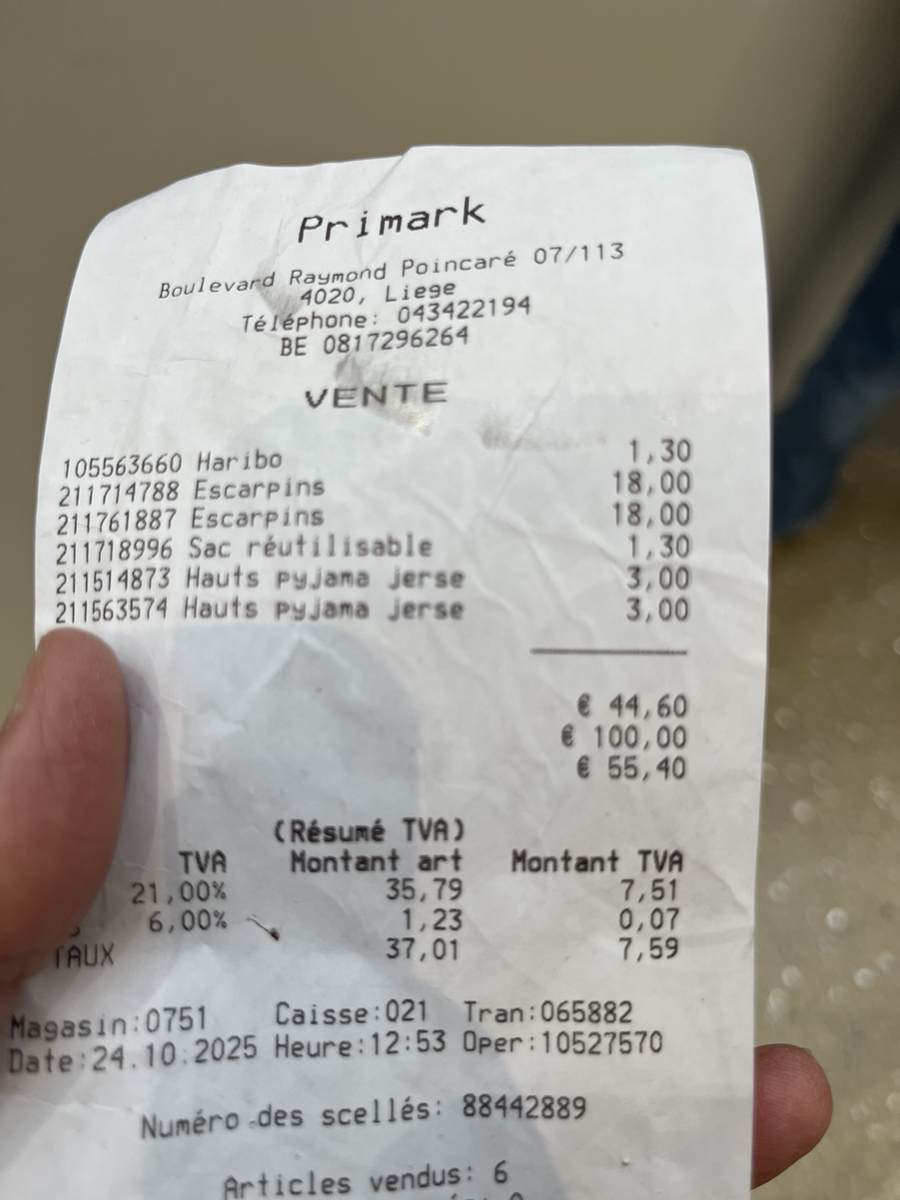 Primark
Boulevard Raymond Poincaré 07/113
4020, Liege
Téléphone: 043422194
BE 0817296264
VENTE
105563660 Haribo 1,30
211714788 Escarpins 18,00
211761887 Escarpins 18,00
211718996 Sac réutilisable 1,30
211514873 Hauts pyjama jerse 3,00
211563574 Hauts pyjama jerse 3,00
€ 44,60
€ 100,00
€ 55,40
(Résumé TVA)
TVA Montant art Montant TVA
21,00% 35,79 7,51
6,00% 1,23 0,07
TAUX 37,01 7,59
Magasin:0751 Caisse:021 Tran:065882
Date:24.10.2025 Heure:12:53 Oper:10527570
Numéro des scellés: 88442889
Articles vendus: 6